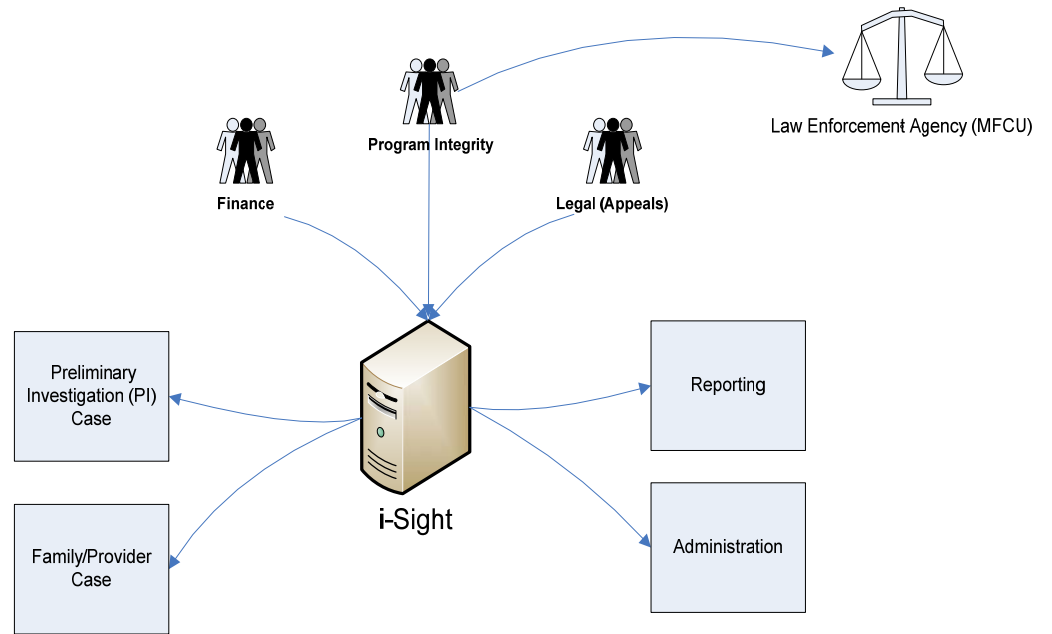 Law Enforcement Agency (MFCU)
Program Integrity
Finance
Legal (Appeals)
Preliminary
Investigation (PI)
Case
Reporting
i-Sight
Family/Provider
Case
Administration